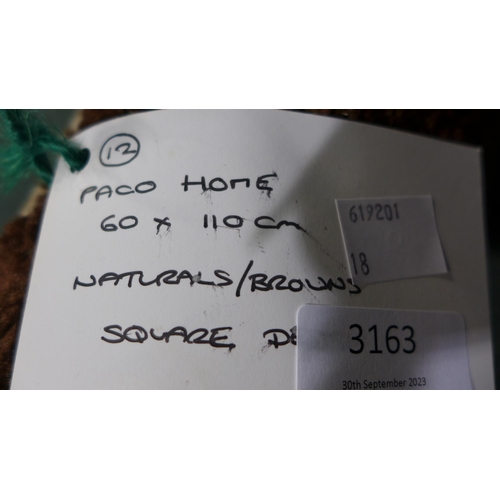 12
PACO HOME
60 x 110 cm
619201
18
NATURALS/BROWNS
SQUARE
3163
30th September 2023